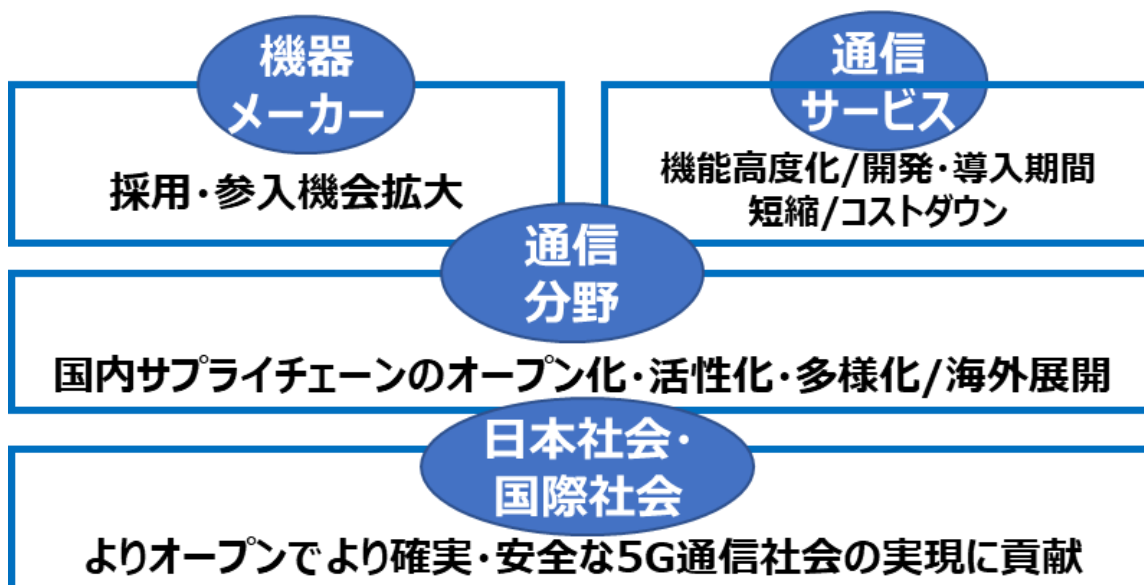 機器
メーカー
採用・参入機会拡大
通信
サービス
機能高度化/開発・導入期間
短縮/コストダウン
通信
分野
国内サプライチェーンのオープン化・活性化・多様化/海外展開
日本社会・
国際社会
よりオープンでより確実・安全な5G通信社会の実現に貢献